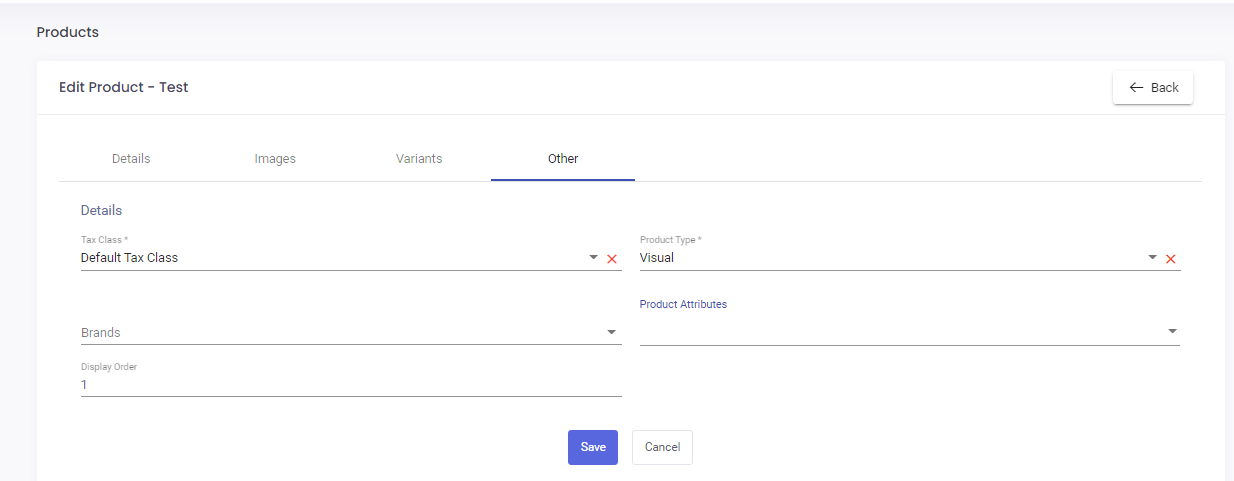 Products
Edit Product - Test
Back
Details Images Variants Other
Details
Tax Class *
Default Tax Class
Product Type *
Visual
Brands
Product Attributes
Display Order
1
Save Cancel